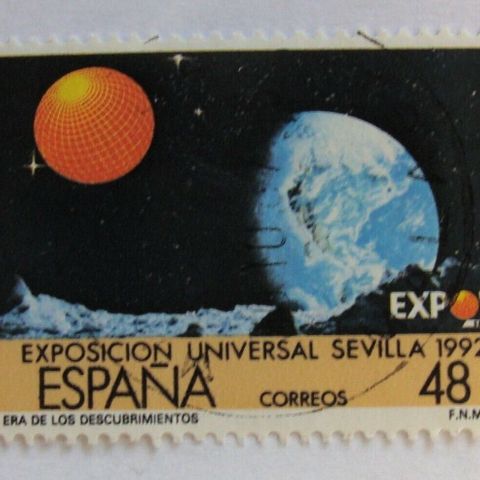 EXPO
EXPOSICION UNIVERSAL SEVILLA 1992
ESPAÑA CORREOS 48
ERA DE LOS DESCUBRIMIENTOS F.N.M